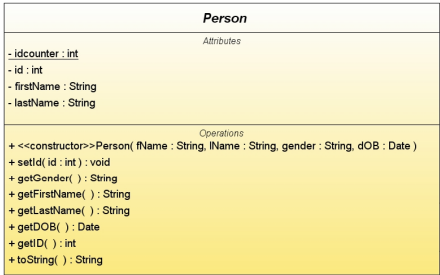 Person
Attributes
- idcounter : int
- id : int
- firstName : String
- lastName : String
Operations
+ <<constructor>>Person( fName : String, lName : String, gender : String, dOB : Date )
+ setId( id : int ) : void
+ getGender( ) : String
+ getFirstName( ) : String
+ getLastName( ) : String
+ getDOB( ) : Date
+ getID( ) : int
+ toString( ) : String